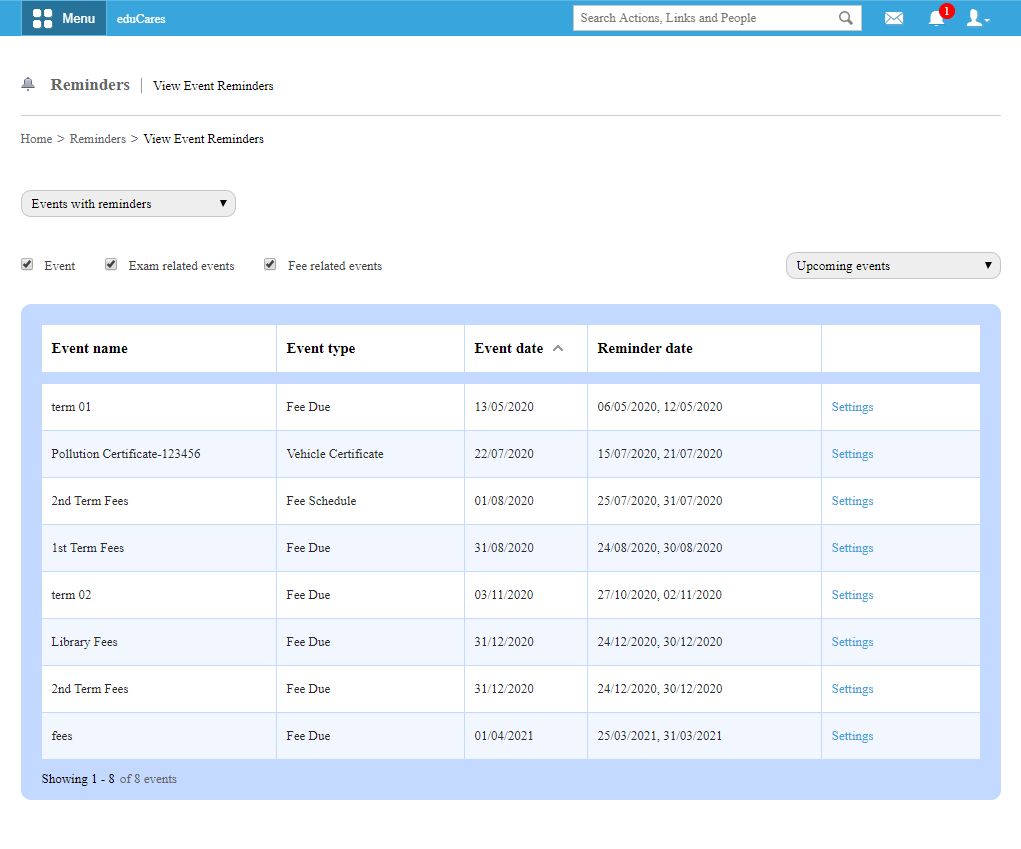 Menu eduCares Search Actions, Links and People 1
Reminders | View Event Reminders
Home > Reminders > View Event Reminders
Events with reminders ▼
Event Exam related events Fee related events Upcoming events ▼
Event name Event type Event date Reminder date
term 01 Fee Due 13/05/2020 06/05/2020, 12/05/2020 Settings
Pollution Certificate-123456 Vehicle Certificate 22/07/2020 15/07/2020, 21/07/2020 Settings
2nd Term Fees Fee Schedule 01/08/2020 25/07/2020, 31/07/2020 Settings
1st Term Fees Fee Due 31/08/2020 24/08/2020, 30/08/2020 Settings
term 02 Fee Due 03/11/2020 27/10/2020, 02/11/2020 Settings
Library Fees Fee Due 31/12/2020 24/12/2020, 30/12/2020 Settings
2nd Term Fees Fee Due 31/12/2020 24/12/2020, 30/12/2020 Settings
fees Fee Due 01/04/2021 25/03/2021, 31/03/2021 Settings
Showing 1 - 8 of 8 events